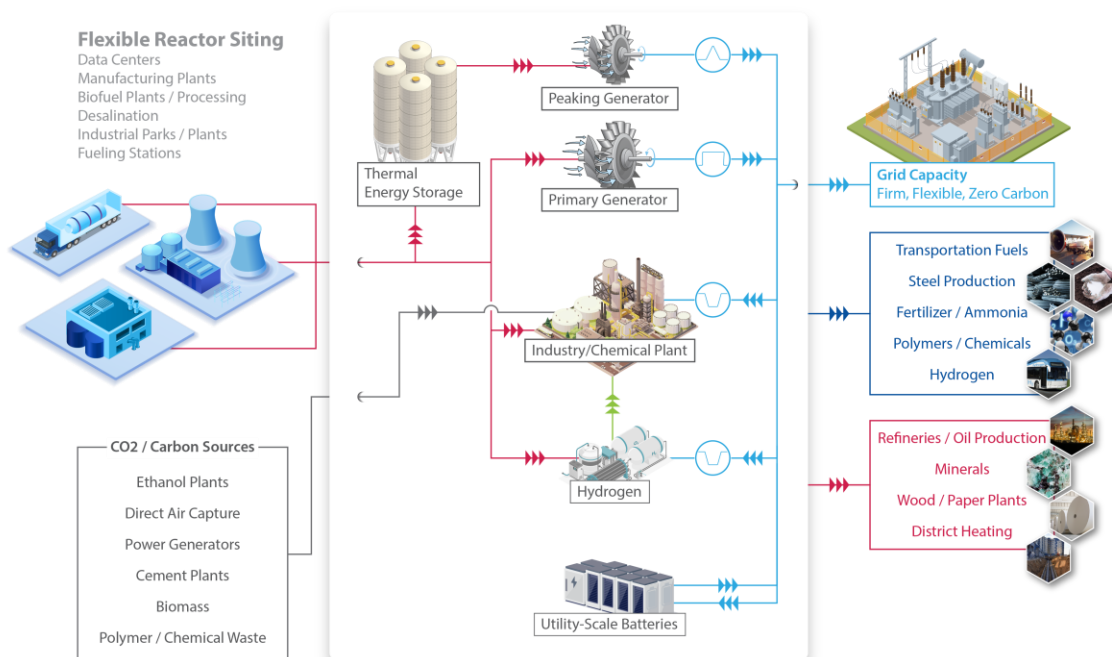 Flexible Reactor Siting
Data Centers
Manufacturing Plants
Biofuel Plants / Processing
Desalination
Industrial Parks / Plants
Fueling Stations
CO2 / Carbon Sources
Ethanol Plants
Direct Air Capture
Power Generators
Cement Plants
Biomass
Polymer / Chemical Waste
Thermal
Energy Storage
Peaking Generator
Primary Generator
Industry/Chemical Plant
Hydrogen
Utility-Scale Batteries
Grid Capacity
Firm, Flexible, Zero Carbon
Transportation Fuels
Steel Production
Fertilizer / Ammonia
Polymers / Chemicals
Hydrogen
Refineries / Oil Production
Minerals
Wood / Paper Plants
District Heating